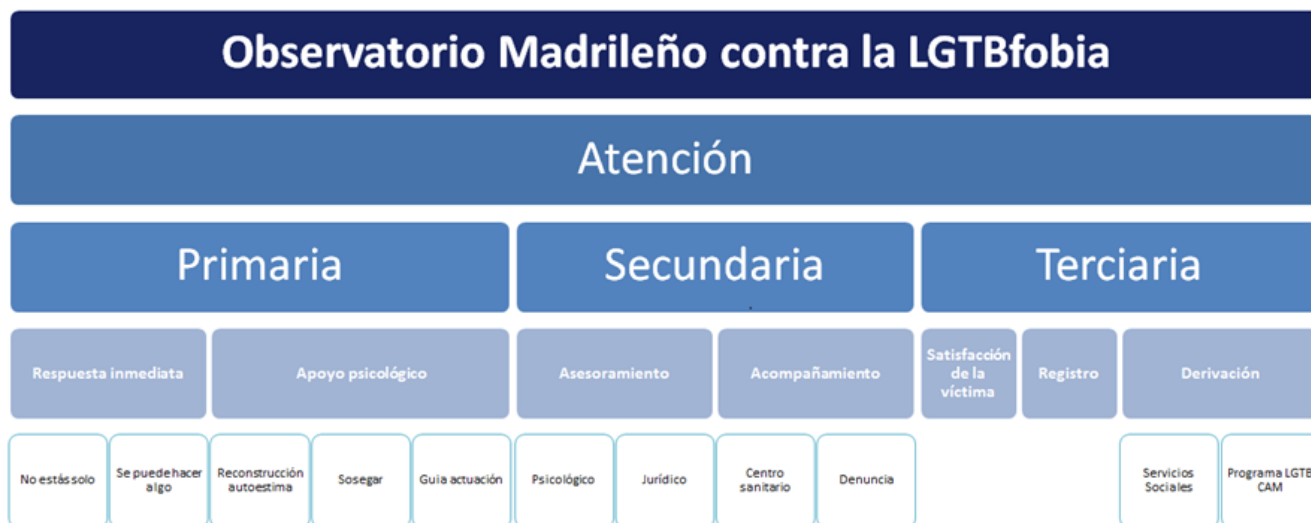 Observatorio Madrileño contra la LGTBfobia
Atención
Primaria
Secundaria
Terciaria
Respuesta inmediata
Apoyo psicológico
Asesoramiento
Acompañamiento
Satisfacción
de la
víctima
Registro
Derivación
No estás solo
Se puede hacer
algo
Reconstrucción
autoestima
Sosegar
Guia actuación
Psicológico
Jurídico
Centro
sanitario
Denuncia
Servicios
Sociales
Programa LGTB
CAM